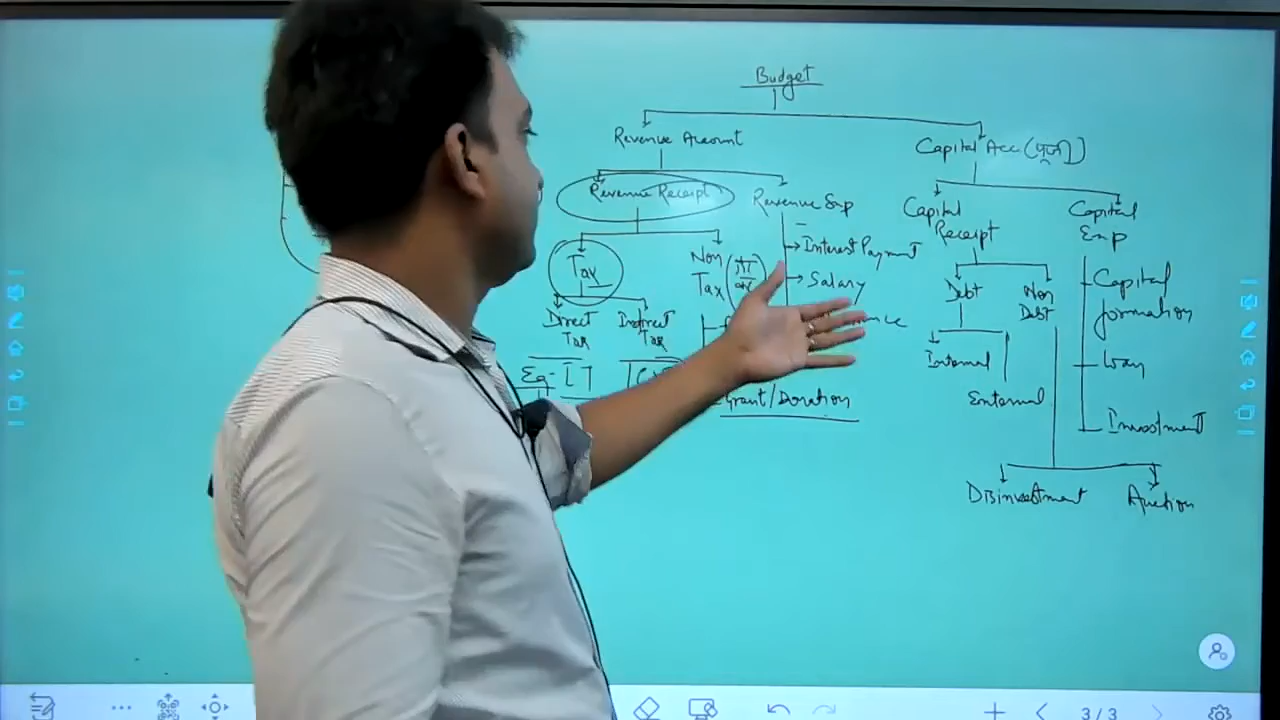 Budget
Revenue Account
Capital Acc (पूंजी)
Revenue Receipt
Revenue Exp
Capital
Receipt
Capital
Exp
Tax
Non
Tax
Interest Payment
Salary
Debt
Non
Debt
Capital
formation
Direct
Tax
Indirect
Tax
Internal
External
Loan
Eg - IT
Grant/Donation
Investment
Disinvestment
Auction
3/3